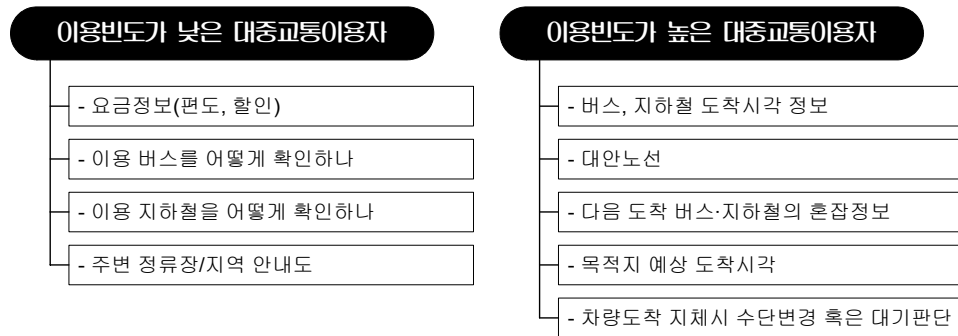 이용빈도가 낮은 대중교통이용자
- 요금정보(편도, 할인)
- 이용 버스를 어떻게 확인하나
- 이용 지하철을 어떻게 확인하나
- 주변 정류장/지역 안내도
이용빈도가 높은 대중교통이용자
- 버스, 지하철 도착시각 정보
- 대안노선
- 다음 도착 버스·지하철의 혼잡정보
- 목적지 예상 도착시각
- 차량도착 지체시 수단변경 혹은 대기판단